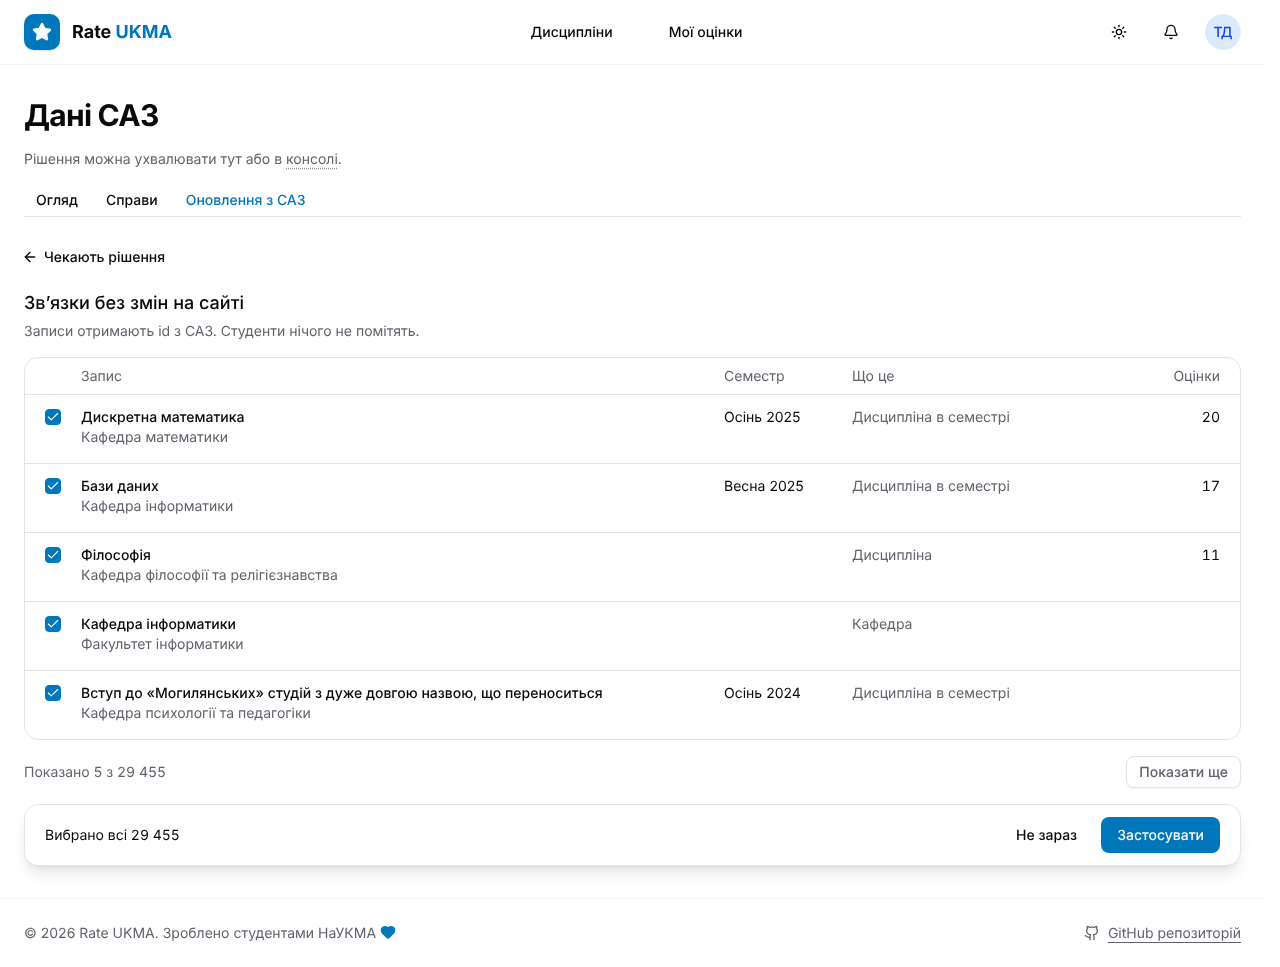 Rate UKMA
Дисципліни
Мої оцінки
ТД
Дані САЗ
Рішення можна ухвалювати тут або в консолі.
Огляд
Справи
Оновлення з САЗ
Чекають рішення
Зв’язки без змін на сайті
Записи отримають id з САЗ. Студенти нічого не помітять.
Запис Семестр Що це Оцінки
Дискретна математика Осінь 2025 Дисципліна в семестрі 20
Кафедра математики
Бази даних Весна 2025 Дисципліна в семестрі 17
Кафедра інформатики
Філософія Дисципліна 11
Кафедра філософії та релігієзнавства
Кафедра інформатики Кафедра
Факультет інформатики
Вступ до «Могилянських» студій з дуже довгою назвою, що переноситься Осінь 2024 Дисципліна в семестрі
Кафедра психології та педагогіки
Показано 5 з 29 455
Показати ще
Вибрано всі 29 455
Не зараз
Застосувати
© 2026 Rate UKMA. Зроблено студентами НаУКМА
GitHub репозиторій